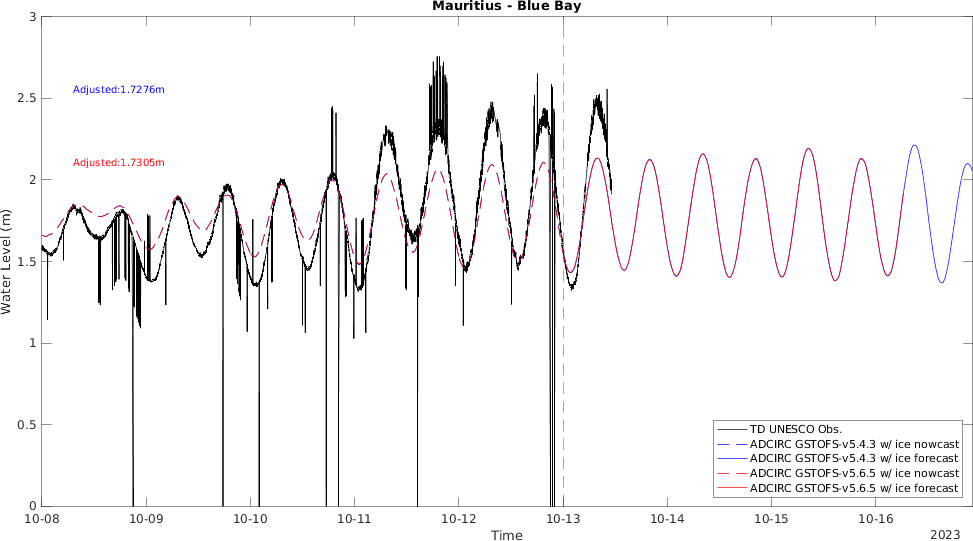 Mauritius - Blue Bay
3
2.5
2
1.5
1
0.5
0
Water Level (m)
Adjusted:1.7276m
Adjusted:1.7305m
TD UNESCO Obs.
ADCIRC GSTOFS-v5.4.3 w/ ice nowcast
ADCIRC GSTOFS-v5.4.3 w/ ice forecast
ADCIRC GSTOFS-v5.6.5 w/ ice nowcast
ADCIRC GSTOFS-v5.6.5 w/ ice forecast
10-08 10-09 10-10 10-11 10-12 10-13 10-14 10-15 10-16
Time
2023